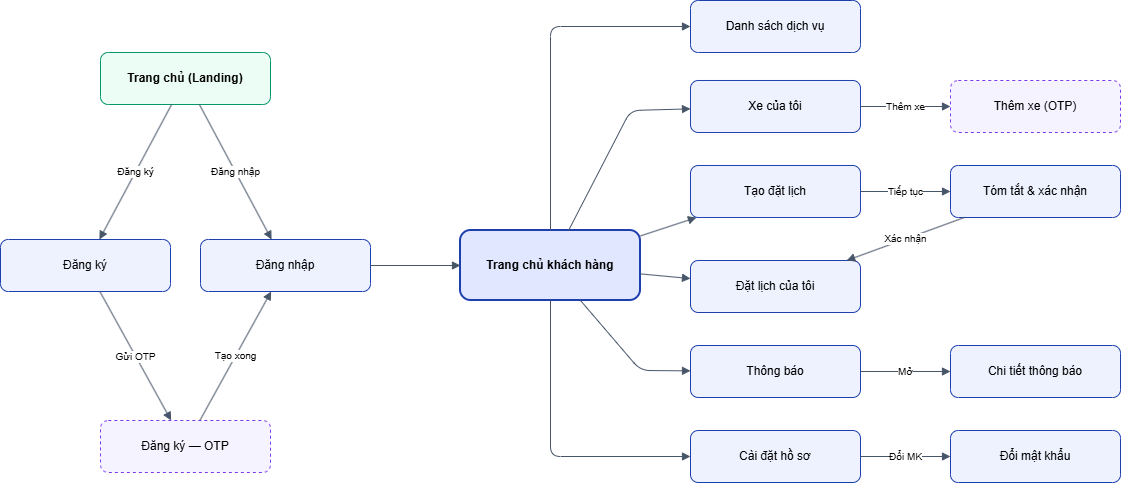 Danh sách dịch vụ
Trang chủ (Landing)
Xe của tôi
Thêm xe
Thêm xe (OTP)
Đăng ký
Đăng nhập
Tạo đặt lịch
Tiếp tục
Tóm tắt & xác nhận
Xác nhận
Đăng ký
Đăng nhập
Trang chủ khách hàng
Đặt lịch của tôi
Gửi OTP
Tạo xong
Thông báo
Mở
Chi tiết thông báo
Đăng ký — OTP
Cài đặt hồ sơ
Đổi MK
Đổi mật khẩu